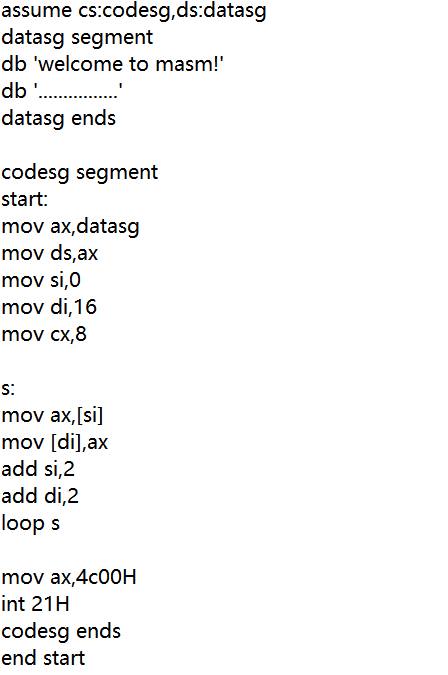 assume cs:codesg,ds:datasg
datasg segment
db 'welcome to masm!'
db '................'
datasg ends
codesg segment
start:
mov ax,datasg
mov ds,ax
mov si,0
mov di,16
mov cx,8
s:
mov ax,[si]
mov [di],ax
add si,2
add di,2
loop s
mov ax,4c00H
int 21H
codesg ends
end start